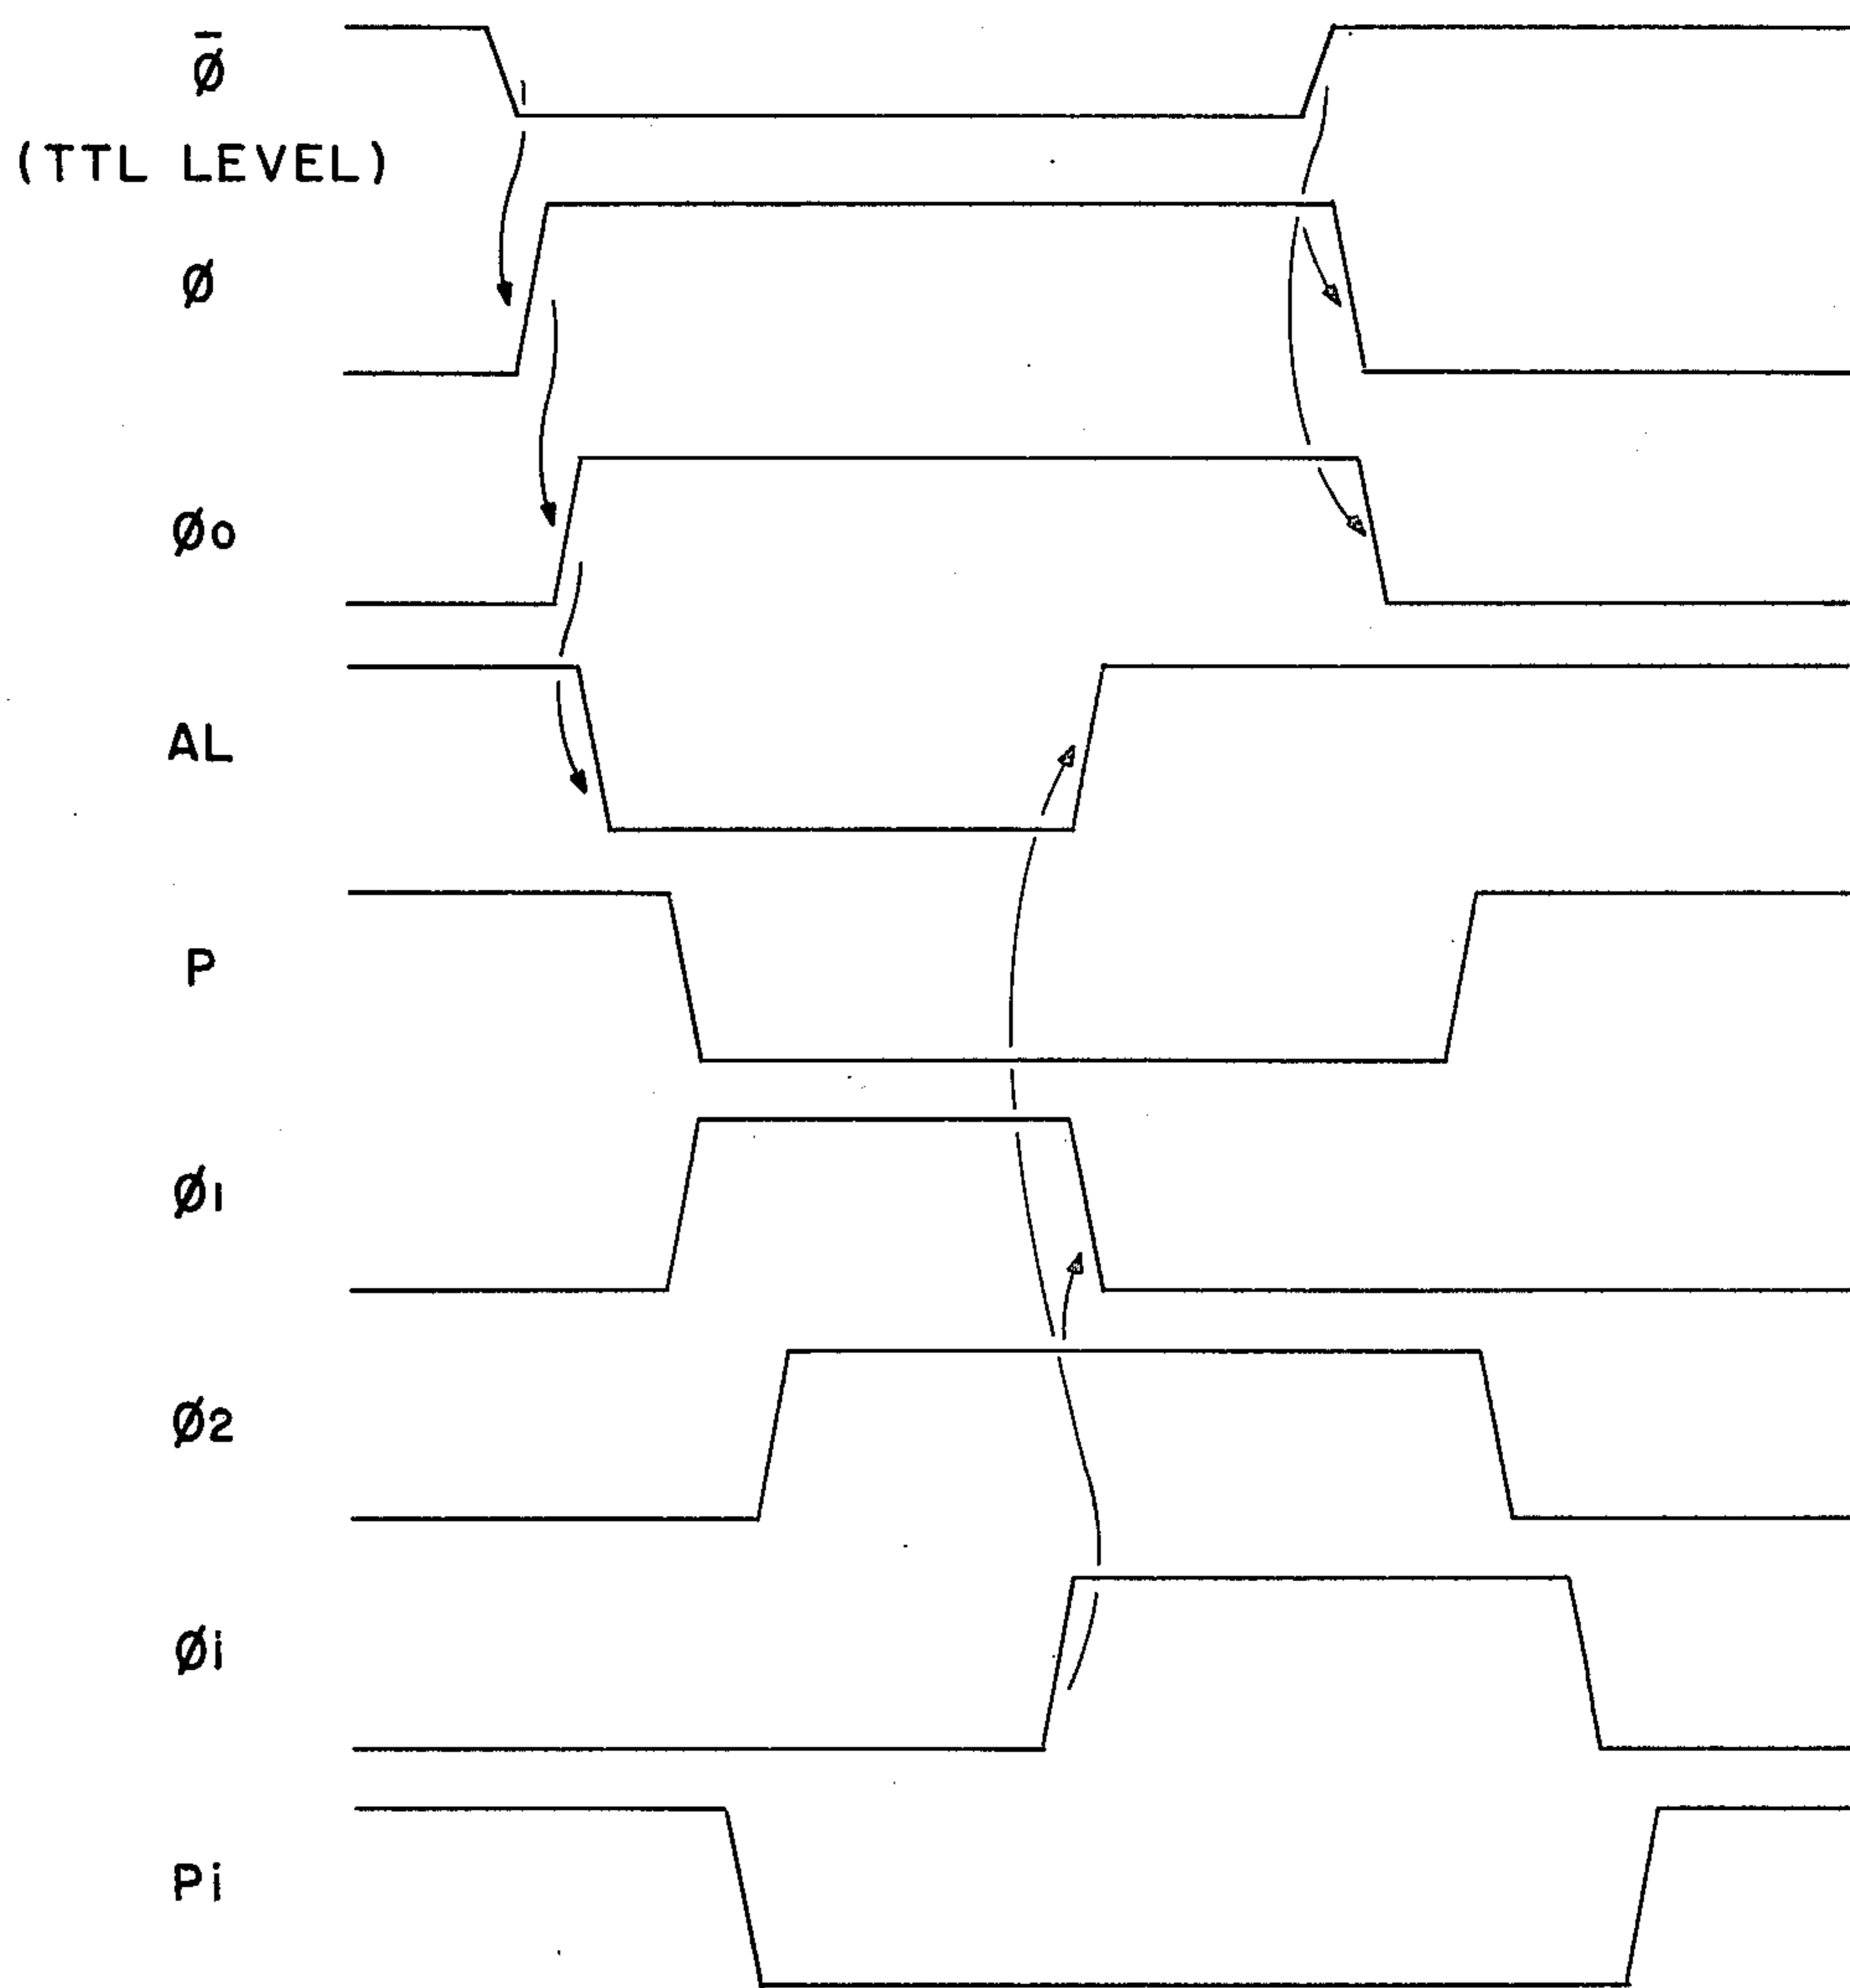 Ø̅
(TTL LEVEL)
Ø
Øo
AL
P
Ø1
Ø2
Øi
Pi